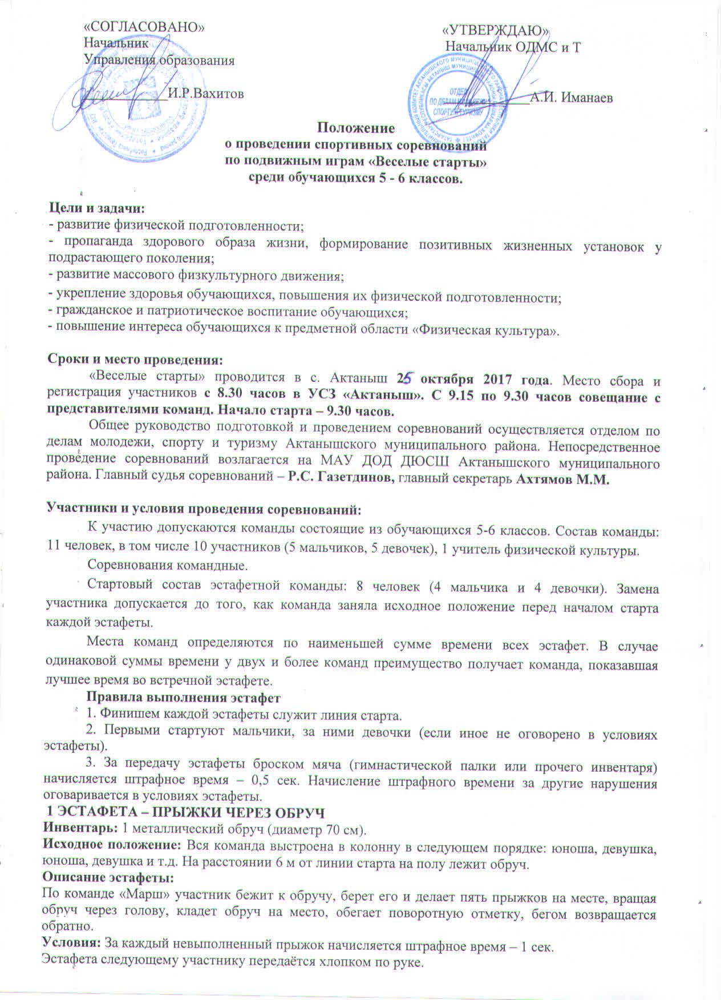 «СОГЛАСОВАНО»
Начальник
Управления образования
И.Р.Вахитов
«УТВЕРЖДАЮ»
Начальник ОДМС и Т
А.И. Иманаев
ОТДЕЛ
ПО ДЕЛАМ МОЛОДЕЖИ
СПОРТУ И ТУРИЗМУ
Положение
о проведении спортивных соревнований
по подвижным играм «Веселые старты»
среди обучающихся 5 - 6 классов.
Цели и задачи:
- развитие физической подготовленности;
- пропаганда здорового образа жизни, формирование позитивных жизненных установок у
подрастающего поколения;
- развитие массового физкультурного движения;
- укрепление здоровья обучающихся, повышения их физической подготовленности;
- гражданское и патриотическое воспитание обучающихся;
- повышение интереса обучающихся к предметной области «Физическая культура».
Сроки и место проведения:
«Веселые старты» проводится в с. Актаныш 25 октября 2017 года. Место сбора и
регистрация участников с 8.30 часов в УСЗ «Актаныш». С 9.15 по 9.30 часов совещание с
представителями команд. Начало старта – 9.30 часов.
Общее руководство подготовкой и проведением соревнований осуществляется отделом по
делам молодежи, спорту и туризму Актанышского муниципального района. Непосредственное
проведение соревнований возлагается на МАУ ДОД ДЮСШ Актанышского муниципального
района. Главный судья соревнований – Р.С. Газетдинов, главный секретарь Ахтямов М.М.
Участники и условия проведения соревнований:
К участию допускаются команды состоящие из обучающихся 5-6 классов. Состав команды:
11 человек, в том числе 10 участников (5 мальчиков, 5 девочек), 1 учитель физической культуры.
Соревнования командные.
Стартовый состав эстафетной команды: 8 человек (4 мальчика и 4 девочки). Замена
участника допускается до того, как команда заняла исходное положение перед началом старта
каждой эстафеты.
Места команд определяются по наименьшей сумме времени всех эстафет. В случае
одинаковой суммы времени у двух и более команд преимущество получает команда, показавшая
лучшее время во встречной эстафете.
Правила выполнения эстафет
1. Финишем каждой эстафеты служит линия старта.
2. Первыми стартуют мальчики, за ними девочки (если иное не оговорено в условиях
эстафеты).
3. За передачу эстафеты броском мяча (гимнастической палки или прочего инвентаря)
начисляется штрафное время – 0,5 сек. Начисление штрафного времени за другие нарушения
оговаривается в условиях эстафеты.
1 ЭСТАФЕТА – ПРЫЖКИ ЧЕРЕЗ ОБРУЧ
Инвентарь: 1 металлический обруч (диаметр 70 см).
Исходное положение: Вся команда выстроена в колонну в следующем порядке: юноша, девушка,
юноша, девушка и т.д. На расстоянии 6 м от линии старта на полу лежит обруч.
Описание эстафеты:
По команде «Марш» участник бежит к обручу, берет его и делает пять прыжков на месте, вращая
обруч через голову, кладет обруч на место, обегает поворотную отметку, бегом возвращается
обратно.
Условия: За каждый невыполненный прыжок начисляется штрафное время – 1 сек.
Эстафета следующему участнику передаётся хлопком по руке.